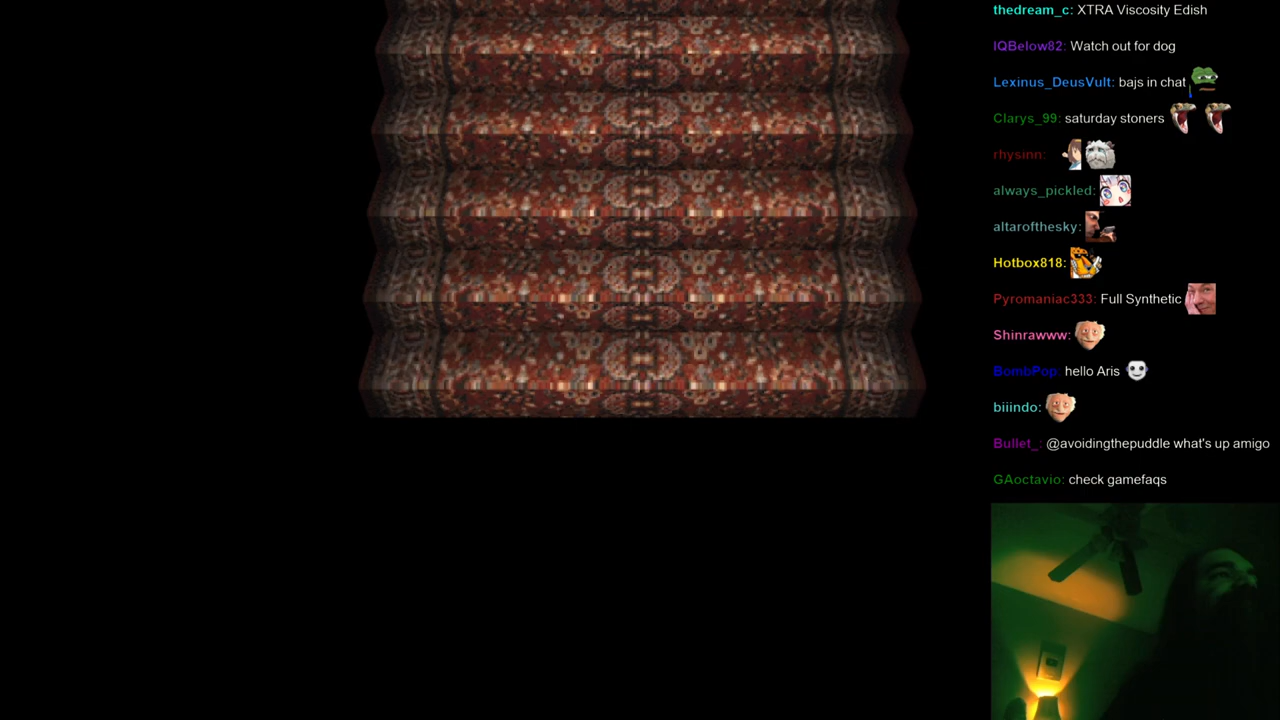 thedream_c: XTRA Viscosity Edish
IQBelow82: Watch out for dog
Lexinus_DeusVult: bajs in chat
Clarys_99: saturday stoners
rhysinn:
always_pickled:
altarofthesky:
Hotbox818:
Pyromaniac333: Full Synthetic
Shinrawww:
BombPop: hello Aris
biiindo:
Bullet_: @avoidingthepuddle what's up amigo
GAoctavio: check gamefaqs